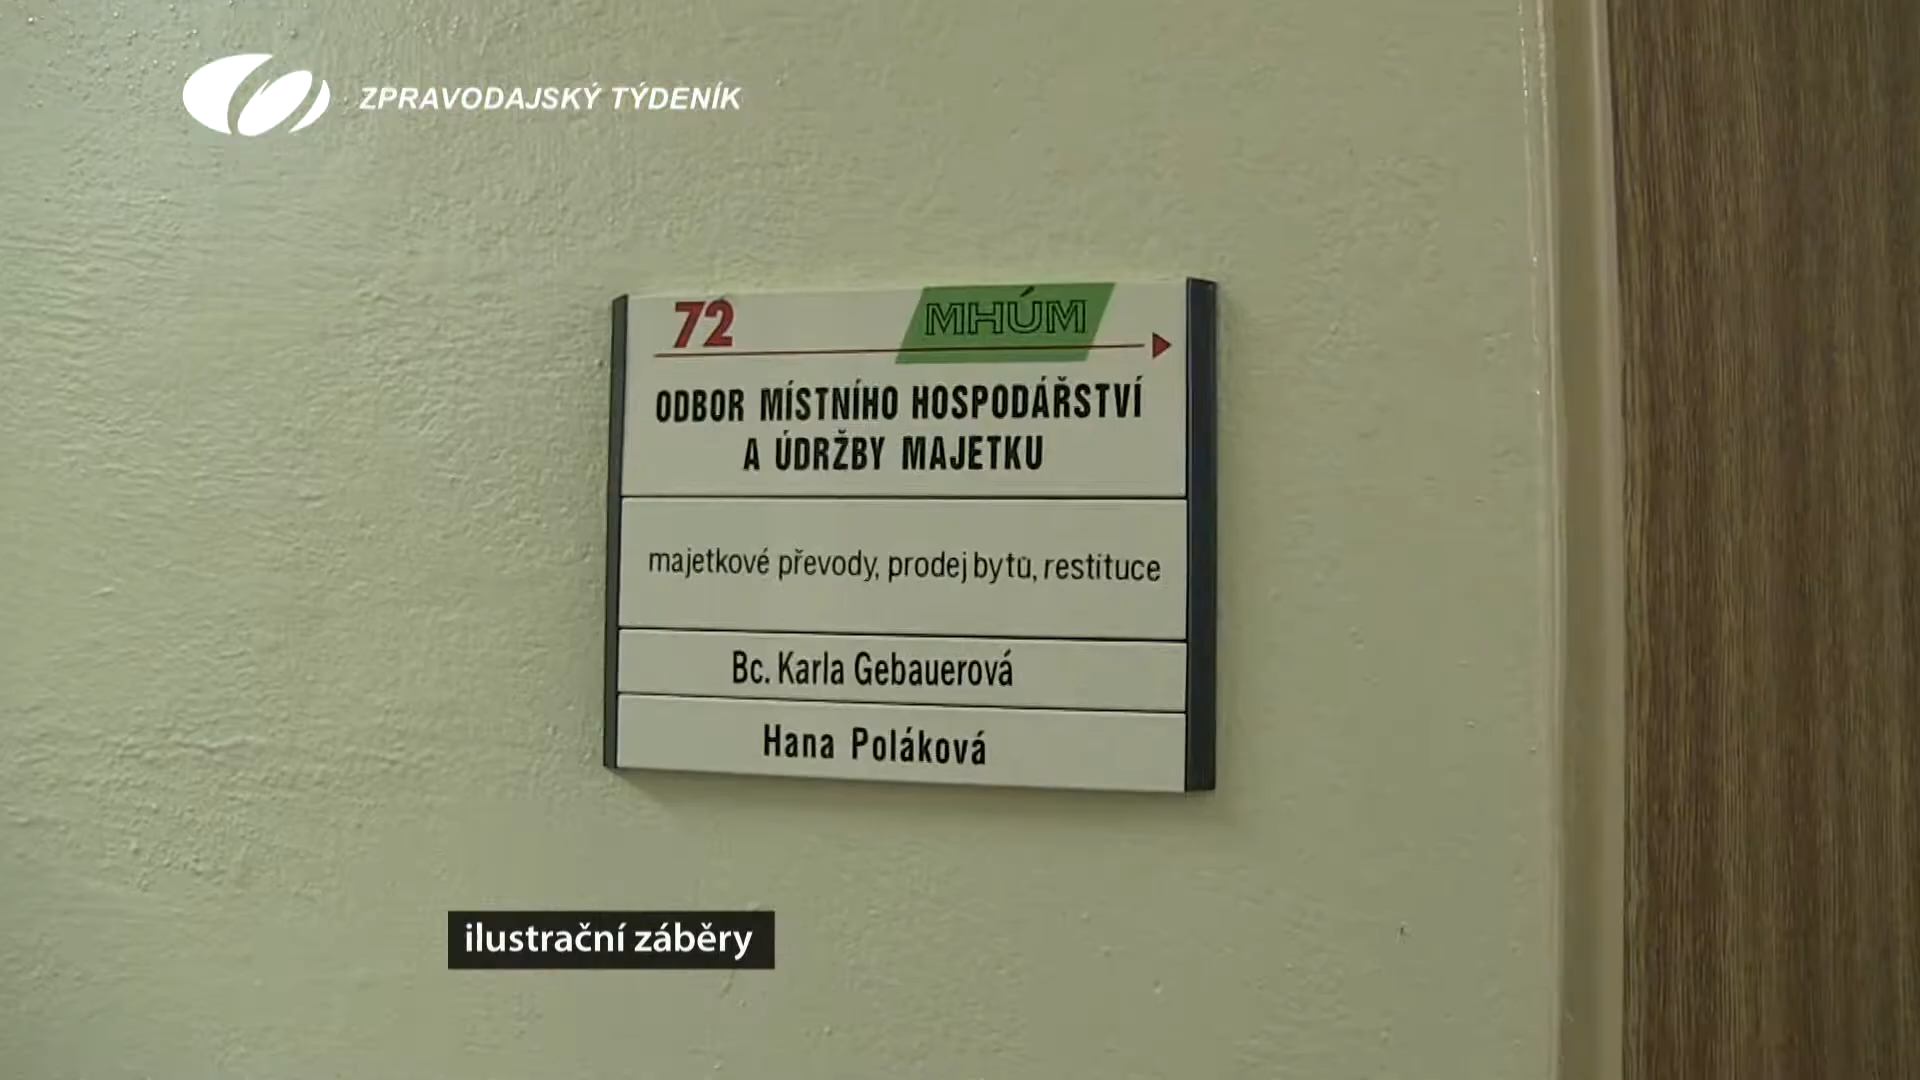 ZPRAVODAJSKÝ TÝDENÍK
72 MHÚM
ODBOR MÍSTNÍHO HOSPODÁŘSTVÍ
A ÚDRŽBY MAJETKU
majetkové převody, prodej bytů, restituce
Bc. Karla Gebauerová
Hana Poláková
ilustrační záběry